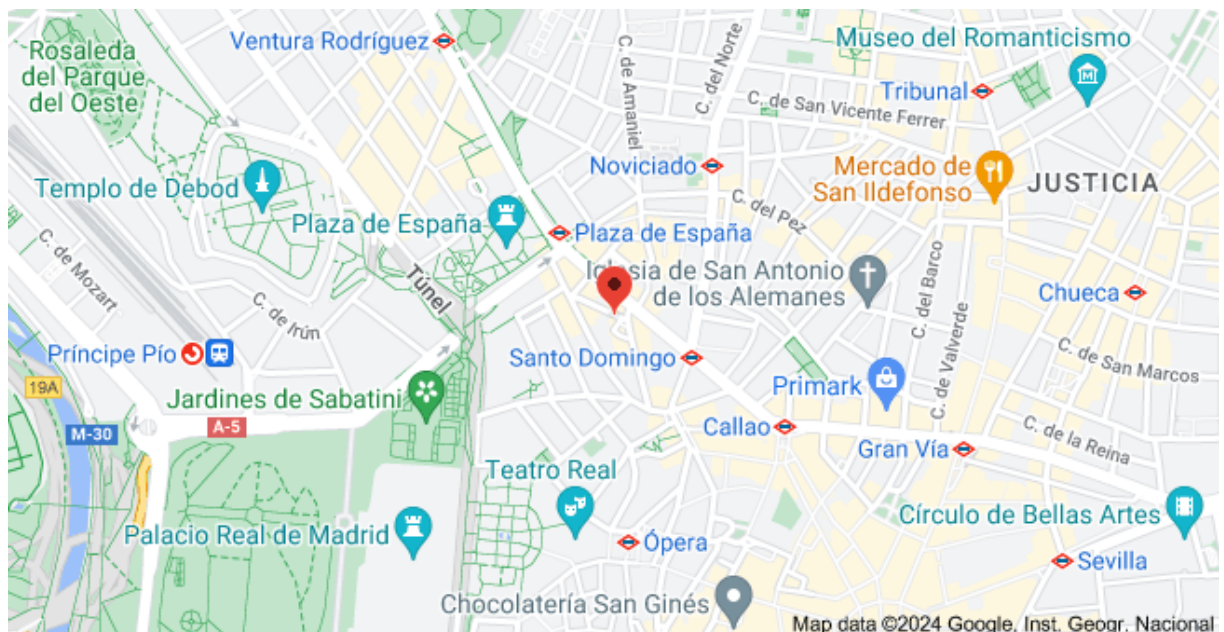 Rosaleda
del Parque
del Oeste
Ventura Rodríguez
C. de Amaniel
C. del Norte
Museo del Romanticismo
Tribunal
C. de San Vicente Ferrer
Noviciado
Mercado de
San Ildefonso
JUSTICIA
Templo de Debod
Plaza de España
C. del Pez
Plaza de España
C. de Mozart
Túnel
Iglesia de San Antonio
de los Alemanes
C. del Barco
Chueca
C. de Irún
C. de Valverde
Príncipe Pío
Santo Domingo
C. de San Marcos
19A
Jardines de Sabatini
Primark
M-30
A-5
Callao
Gran Vía
C. de la Reina
Teatro Real
Palacio Real de Madrid
Círculo de Bellas Artes
Ópera
Sevilla
Chocolatería San Ginés
Map data ©2024 Google, Inst. Geogr. Nacional